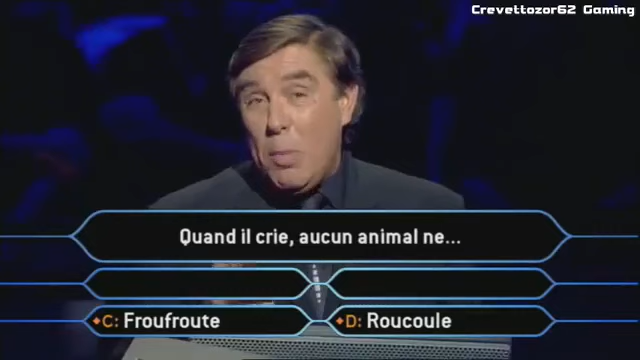 Crevettozor62 Gaming
Quand il crie, aucun animal ne...
C: Froufroute
D: Roucoule